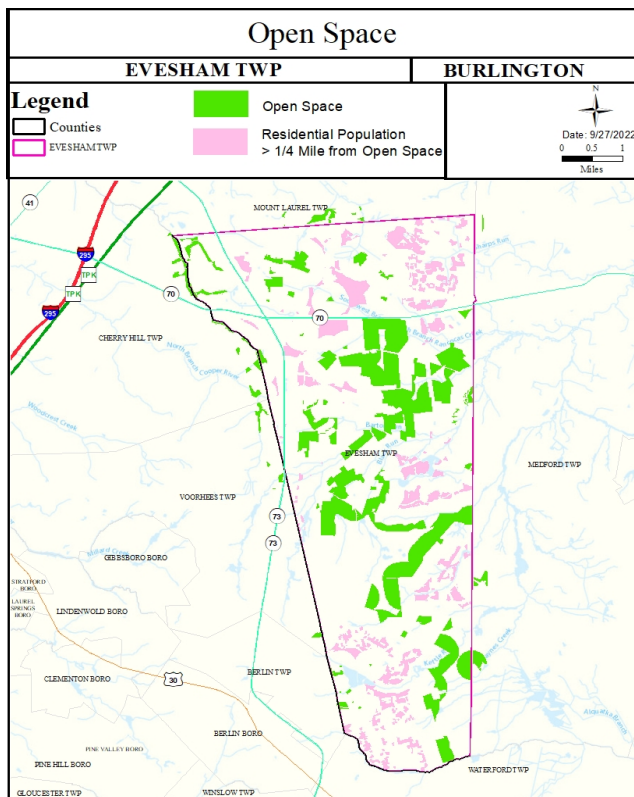 Open Space
EVESHAM TWP
BURLINGTON
Legend
Counties
EVESHAM TWP
Open Space
Residential Population
> 1/4 Mile from Open Space
N
Date: 9/27/2022
0 0.5 1
Miles
41
MOUNT LAUREL TWP
295
TPK
TPK
70
295
70
CHERRY HILL TWP
North Branch Cooper River
Woodcrest Creek
EVESHAM TWP
MEDFORD TWP
VOORHEES TWP
73
73
GIBBSBORO BORO
STRATFORD
BORO
LAUREL
SPRINGS
BORO
LINDENWOLD BORO
BERLIN TWP
CLEMENTON BORO
30
BERLIN BORO
PINE VALLEY BORO
PINE HILL BORO
WATERFORD TWP
GLOUCESTER TWP
WINSLOW TWP